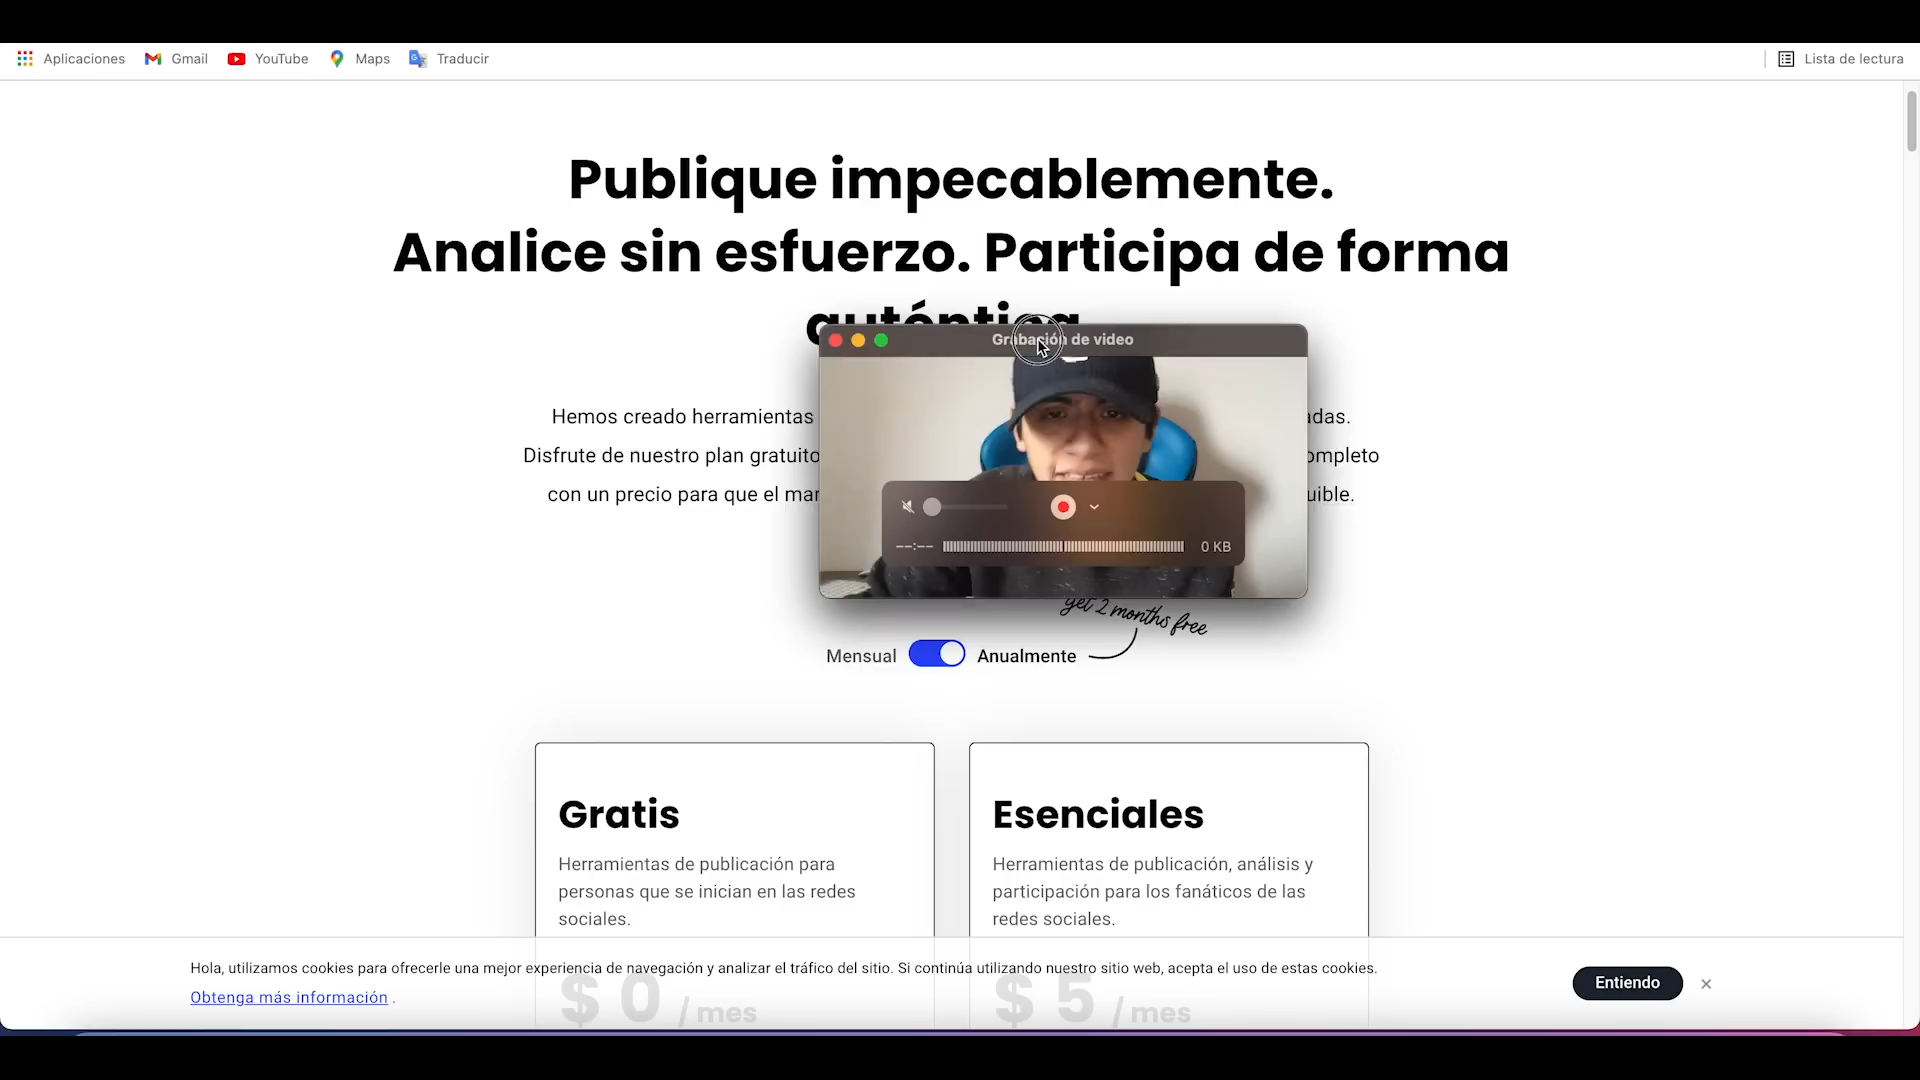 Aplicaciones Gmail YouTube Maps Traducir Lista de lectura
Publique impecablemente.
Analice sin esfuerzo. Participa de forma
auténtica.
Grabación de video
Hemos creado herramientas
Disfrute de nuestro plan gratuito
con un precio para que el
--:-- 0 KB
get 2 months free
Mensual Anualmente
Gratis
Herramientas de publicación para
personas que se inician en las redes
sociales.
$ 0 /mes
Esenciales
Herramientas de publicación, análisis y
participación para los fanáticos de las
redes sociales.
$ 5 /mes
Hola, utilizamos cookies para ofrecerle una mejor experiencia de navegación y analizar el tráfico del sitio. Si continúa utilizando nuestro sitio web, acepta el uso de estas cookies.
Obtenga más información .
Entiendo